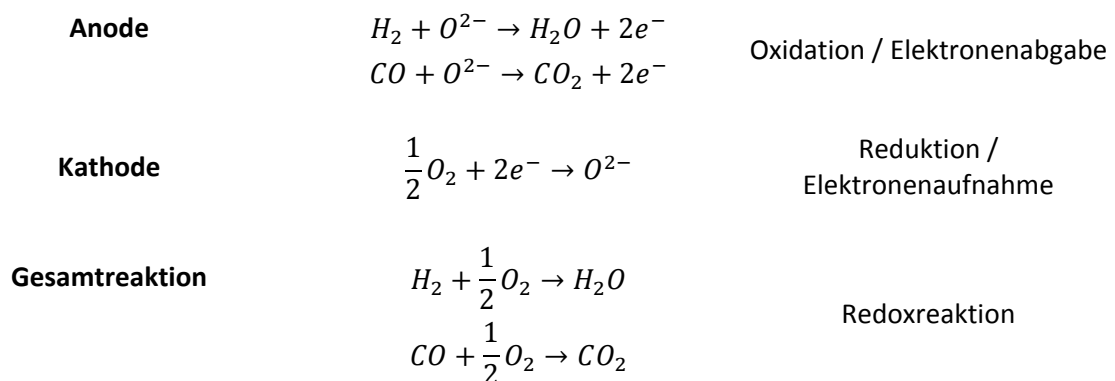 Anode
H₂ + O²⁻ → H₂O + 2e⁻
CO + O²⁻ → CO₂ + 2e⁻
Oxidation / Elektronenabgabe
Kathode
1/2 O₂ + 2e⁻ → O²⁻
Reduktion /
Elektronenaufnahme
Gesamtreaktion
H₂ + 1/2 O₂ → H₂O
CO + 1/2 O₂ → CO₂
Redoxreaktion